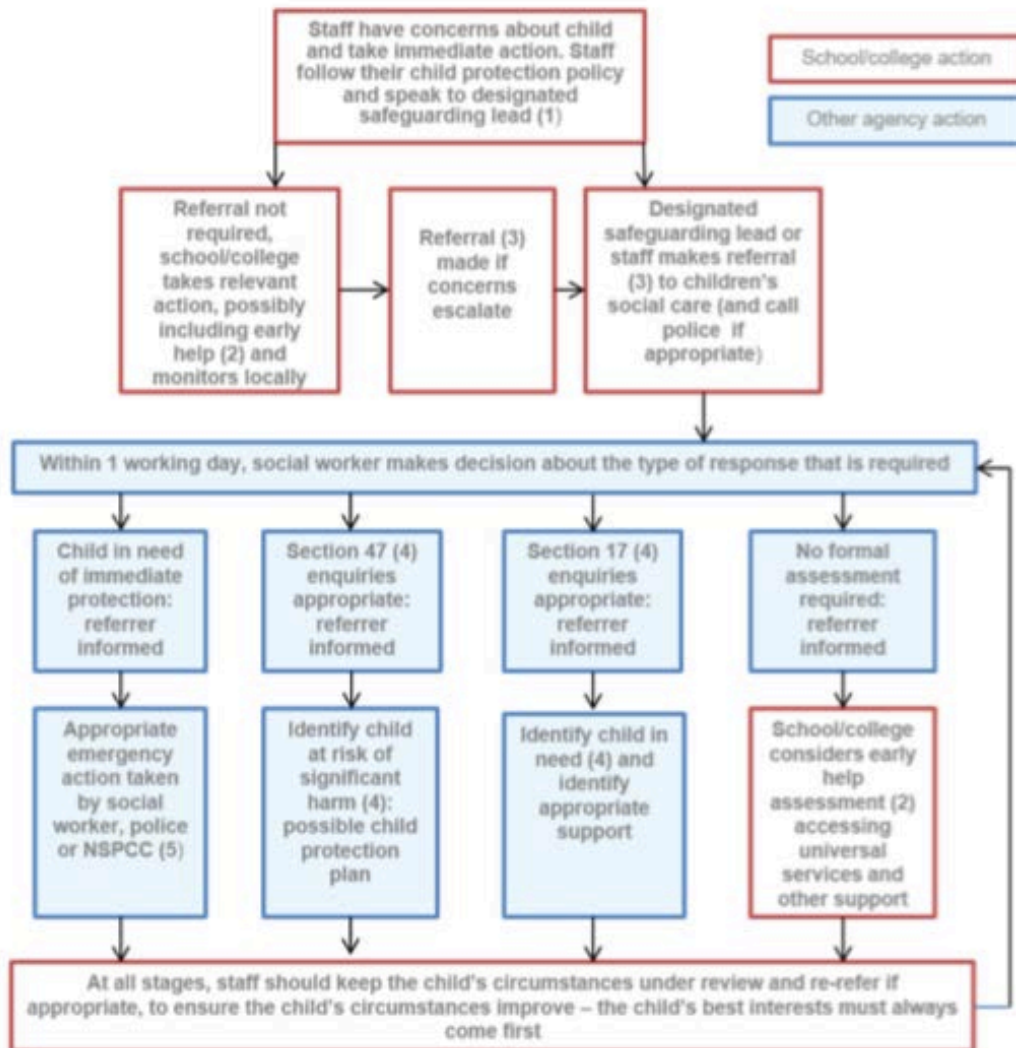 Staff have concerns about child
and take immediate action. Staff
follow their child protection policy
and speak to designated
safeguarding lead (1)
School/college action
Other agency action
Referral not
required,
school/college
takes relevant
action, possibly
including early
help (2) and
monitors locally
Referral (3)
made if
concerns
escalate
Designated
safeguarding lead or
staff makes referral
(3) to children's
social care (and call
police if
appropriate)
Within 1 working day, social worker makes decision about the type of response that is required
Child in need
of immediate
protection:
referrer
informed
Section 47 (4)
enquiries
appropriate:
referrer
informed
Section 17 (4)
enquiries
appropriate:
referrer
informed
No formal
assessment
required:
referrer
informed
Appropriate
emergency
action taken
by social
worker, police
or NSPCC (5)
Identify child
at risk of
significant
harm (4):
possible child
protection
plan
Identify child in
need (4) and
identify
appropriate
support
School/college
considers early
help
assessment (2)
accessing
universal
services and
other support
At all stages, staff should keep the child's circumstances under review and re-refer if
appropriate, to ensure the child's circumstances improve – the child's best interests must always
come first